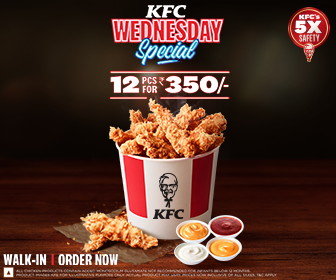 KFC
WEDNESDAY
Special
KFC's
5X
SAFETY
12 PCS FOR ₹350/-
KFC
WALK-IN | ORDER NOW